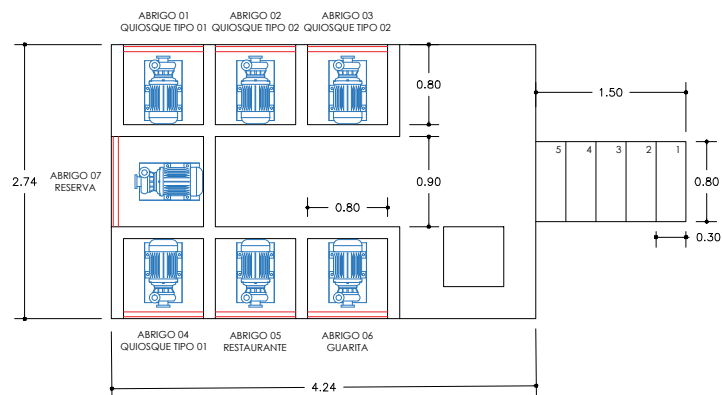 ABRIGO 01
QUIOSQUE TIPO 01
ABRIGO 02
QUIOSQUE TIPO 02
ABRIGO 03
QUIOSQUE TIPO 02
0.80
1.50
5 4 3 2 1
ABRIGO 07
RESERVA
2.74
0.80
0.90
0.80
0.30
ABRIGO 04
QUIOSQUE TIPO 01
ABRIGO 05
RESTAURANTE
ABRIGO 06
GUARITA
4.24